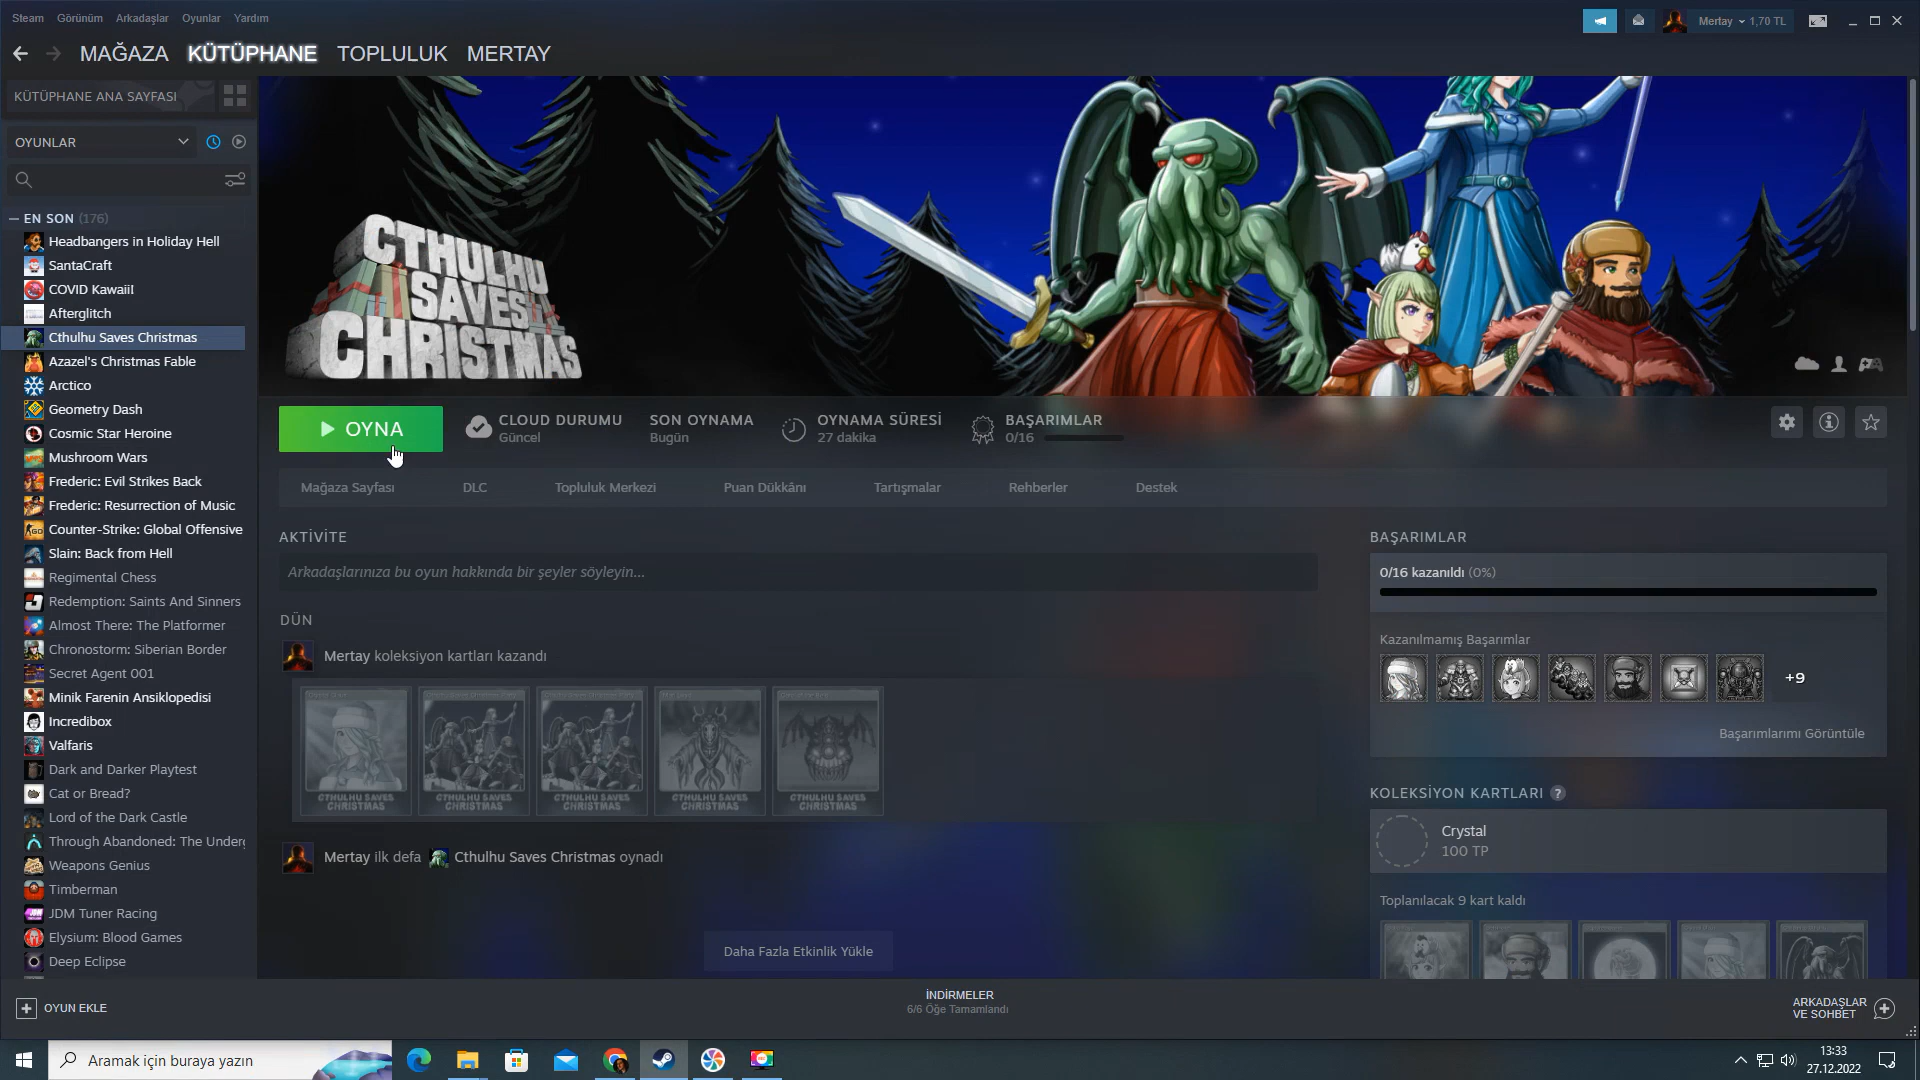 Steam Görünüm Arkadaşlar Oyunlar Yardım
Mertay 1,70 TL
MAĞAZA KÜTÜPHANE TOPLULUK MERTAY
KÜTÜPHANE ANA SAYFASI
OYUNLAR
EN SON (176)
Headbangers in Holiday Hell
SantaCraft
COVID Kawaii!
Afterglitch
Cthulhu Saves Christmas
Azazel's Christmas Fable
Arctico
Geometry Dash
Cosmic Star Heroine
Mushroom Wars
Frederic: Evil Strikes Back
Frederic: Resurrection of Music
Counter-Strike: Global Offensive
Slain: Back from Hell
Regimental Chess
Redemption: Saints And Sinners
Almost There: The Platformer
Chronostorm: Siberian Border
Secret Agent 001
Minik Farenin Ansiklopedisi
Incredibox
Valfaris
Dark and Darker Playtest
Cat or Bread?
Lord of the Dark Castle
Through Abandoned: The Underg
Weapons Genius
Timberman
JDM Tuner Racing
Elysium: Blood Games
Deep Eclipse
CTHULHU
SAVES
CHRISTMAS
OYNA
CLOUD DURUMU
Güncel
SON OYNAMA
Bugün
OYNAMA SÜRESİ
27 dakika
BAŞARIMLAR
0/16
Mağaza Sayfası DLC Topluluk Merkezi Puan Dükkânı Tartışmalar Rehberler Destek
AKTİVİTE
Arkadaşlarınıza bu oyun hakkında bir şeyler söyleyin...
DÜN
Mertay koleksiyon kartları kazandı
CTHULHU SAVES
CHRISTMAS
CTHULHU SAVES
CHRISTMAS
CTHULHU SAVES
CHRISTMAS
CTHULHU SAVES
CHRISTMAS
CTHULHU SAVES
CHRISTMAS
Mertay ilk defa Cthulhu Saves Christmas oynadı
Daha Fazla Etkinlik Yükle
BAŞARIMLAR
0/16 kazanıldı (0%)
Kazanılmamış Başarımlar
+9
Başarımlarımı Görüntüle
KOLEKSİYON KARTLARI ?
Crystal
100 TP
Toplanılacak 9 kart kaldı
OYUN EKLE
İNDİRMELER
6/6 Öğe Tamamlandı
ARKADAŞLAR
VE SOHBET
Aramak için buraya yazın
13:33
27.12.2022